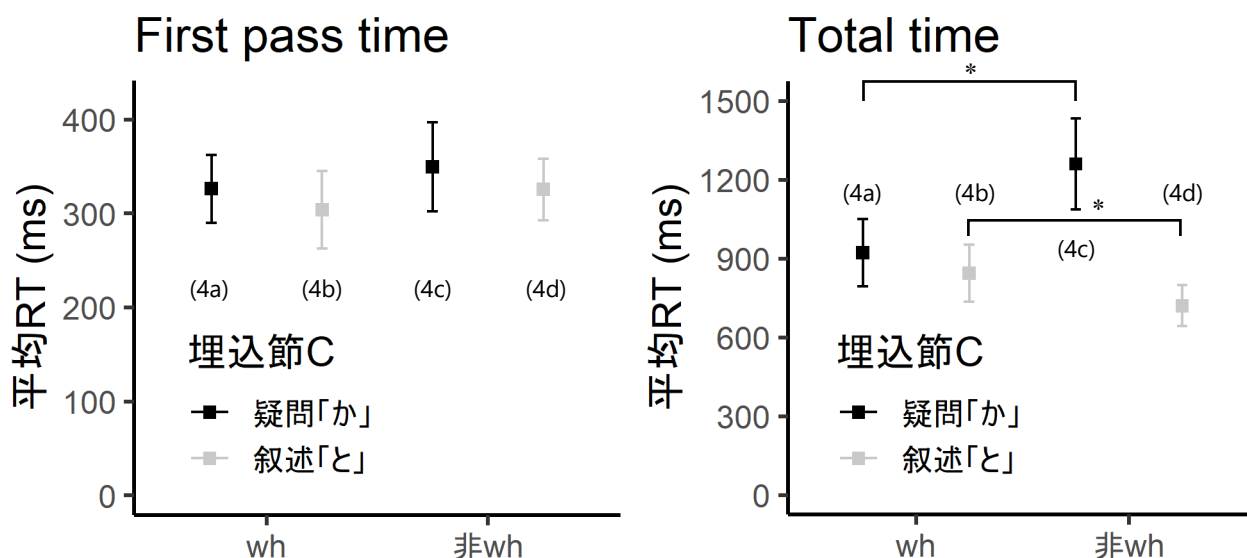 First pass time
平均RT (ms)
400
300
200
100
0
(4a)
(4b)
(4c)
(4d)
埋込節C
疑問「か」
叙述「と」
wh
非wh
Total time
平均RT (ms)
1500
1200
900
600
300
0
*
(4a)
(4b)
(4d)
*
(4c)
埋込節C
疑問「か」
叙述「と」
wh
非wh